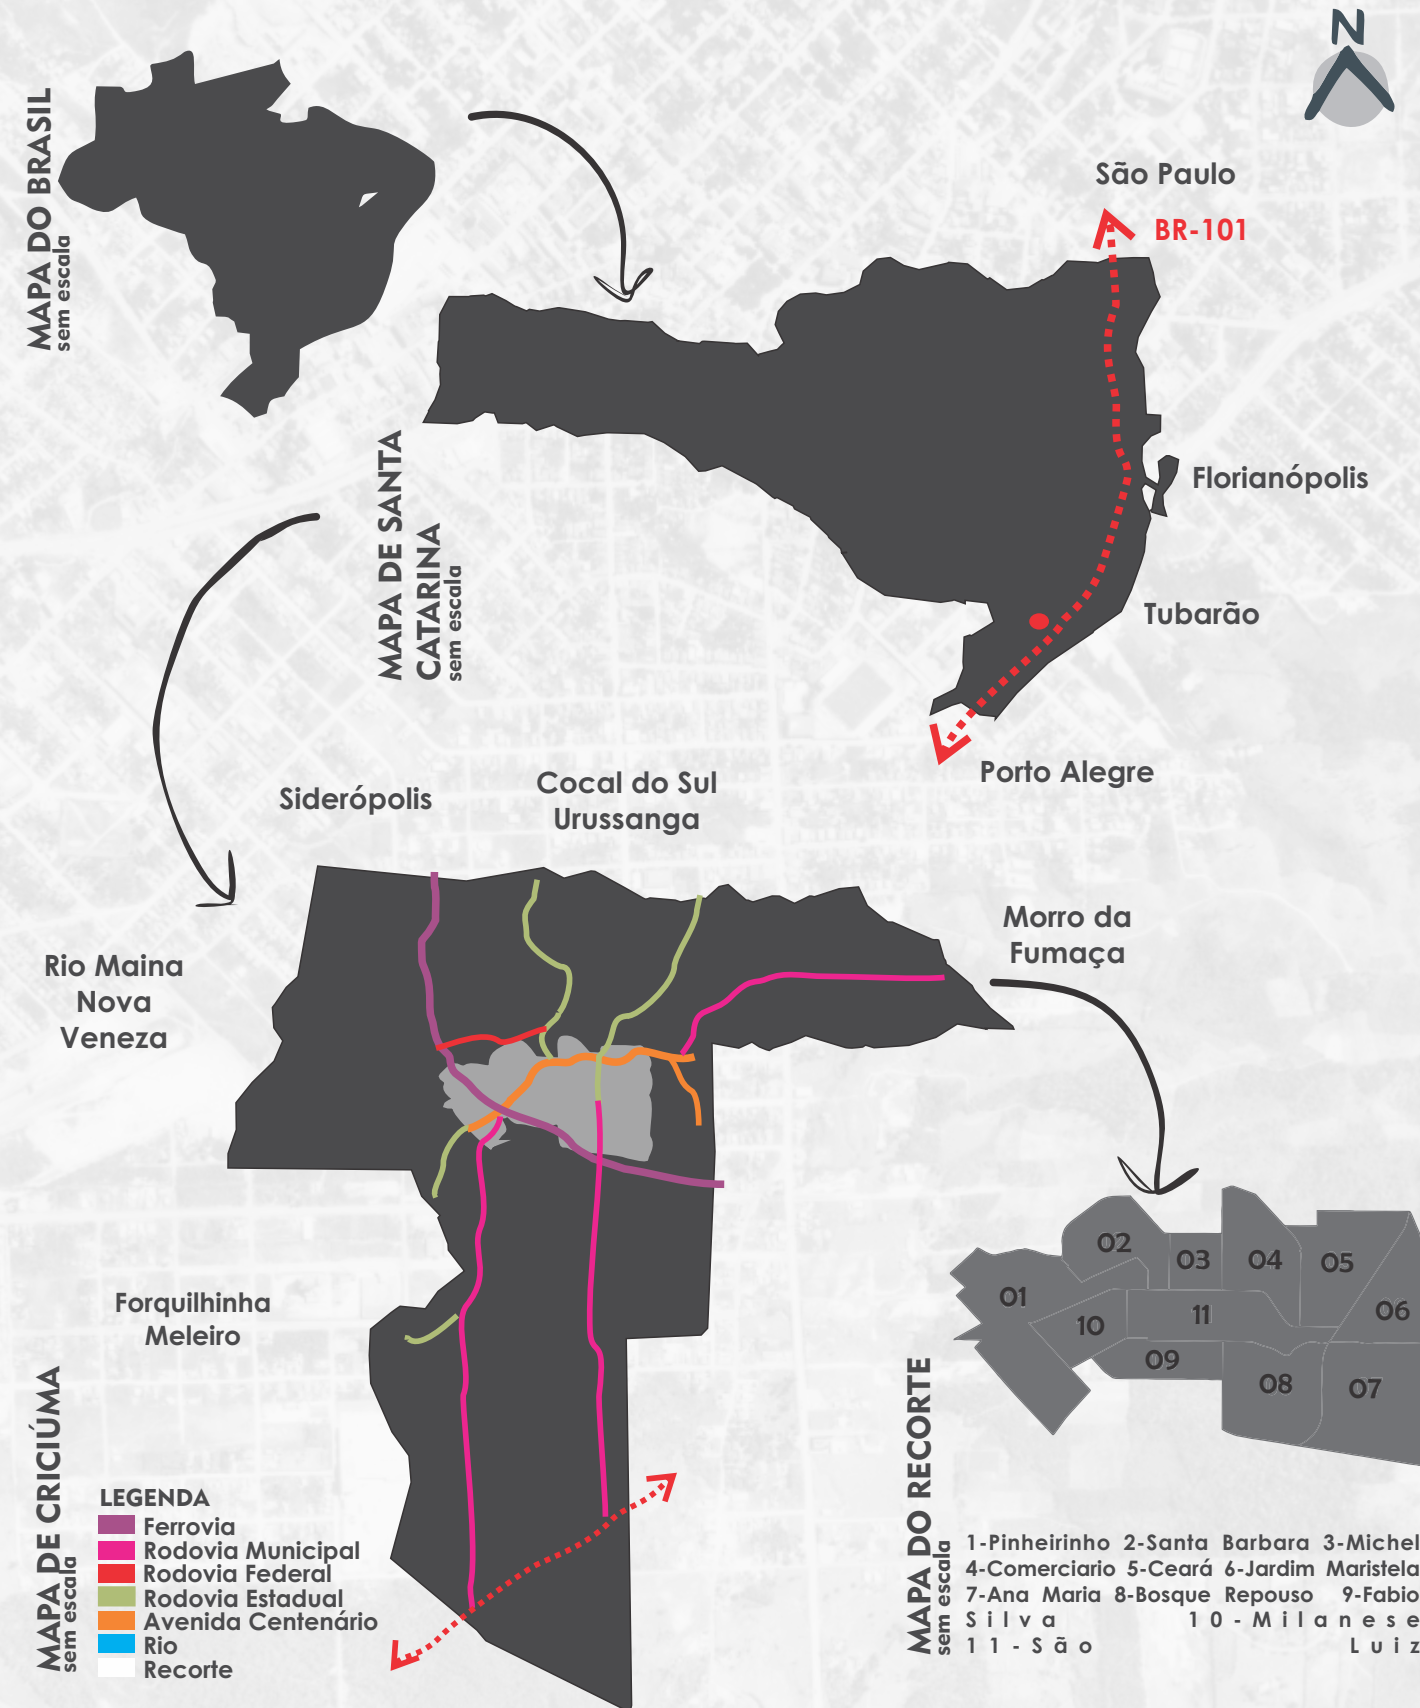 N
MAPA DO BRASIL
sem escala
São Paulo
BR-101
Florianópolis
MAPA DE SANTA
CATARINA
sem escala
Tubarão
Porto Alegre
Siderópolis
Cocal do Sul
Urussanga
Morro da
Fumaça
Rio Maina
Nova
Veneza
Forquilhinha
Meleiro
01
02
03
04
05
06
07
08
09
10
11
MAPA DE CRICIÚMA
sem escala
LEGENDA
Ferrovia
Rodovia Municipal
Rodovia Federal
Rodovia Estadual
Avenida Centenário
Rio
Recorte
MAPA DO RECORTE
sem escala
1-Pinheirinho 2-Santa Barbara 3-Michel
4-Comerciario 5-Ceará 6-Jardim Maristela
7-Ana Maria 8-Bosque Repouso 9-Fabio
Silva 10-Milanese
11-São Luiz